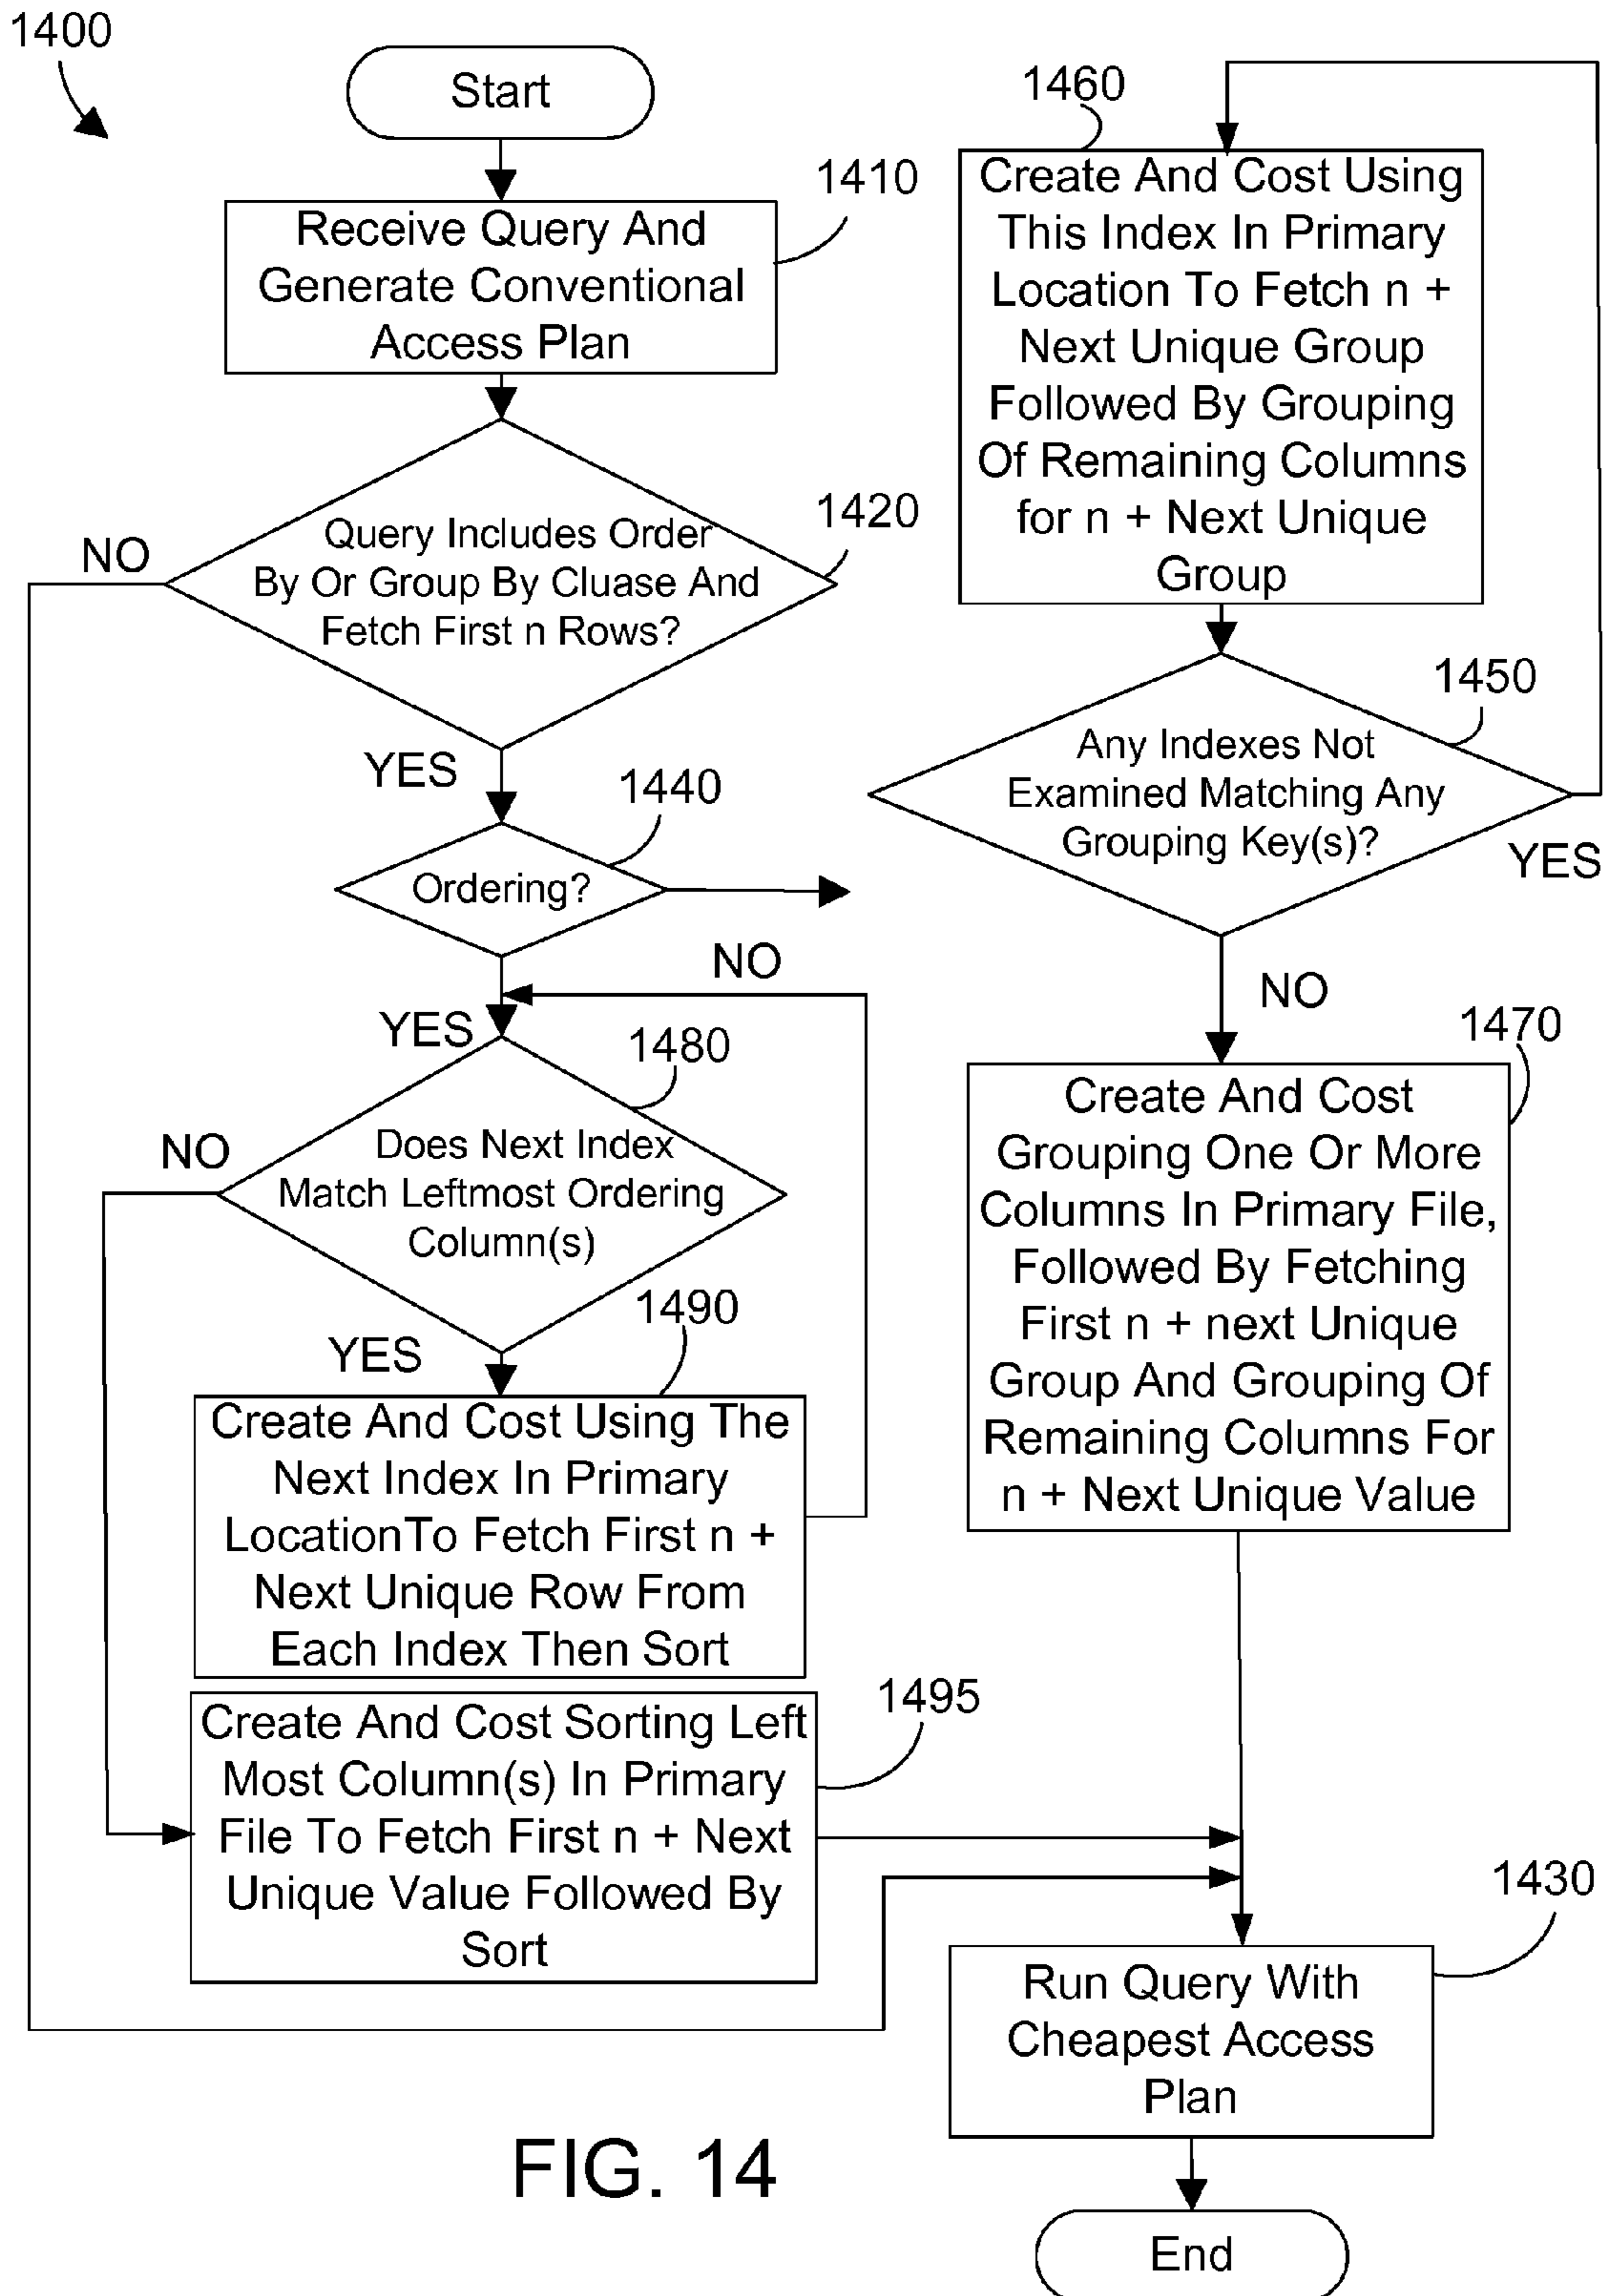 1400
Start
1410
Receive Query And
Generate Conventional
Access Plan
1420
Query Includes Order
By Or Group By Cluase And
Fetch First n Rows?
NO
YES
1440
Ordering?
NO
YES
1480
Does Next Index
Match Leftmost Ordering
Column(s)
NO
YES
1490
Create And Cost Using The
Next Index In Primary
LocationTo Fetch First n +
Next Unique Row From
Each Index Then Sort
1495
Create And Cost Sorting Left
Most Column(s) In Primary
File To Fetch First n + Next
Unique Value Followed By
Sort
1460
Create And Cost Using
This Index In Primary
Location To Fetch n +
Next Unique Group
Followed By Grouping
Of Remaining Columns
for n + Next Unique
Group
1450
Any Indexes Not
Examined Matching Any
Grouping Key(s)?
YES
NO
1470
Create And Cost
Grouping One Or More
Columns In Primary File,
Followed By Fetching
First n + next Unique
Group And Grouping Of
Remaining Columns For
n + Next Unique Value
1430
Run Query With
Cheapest Access
Plan
End
FIG. 14